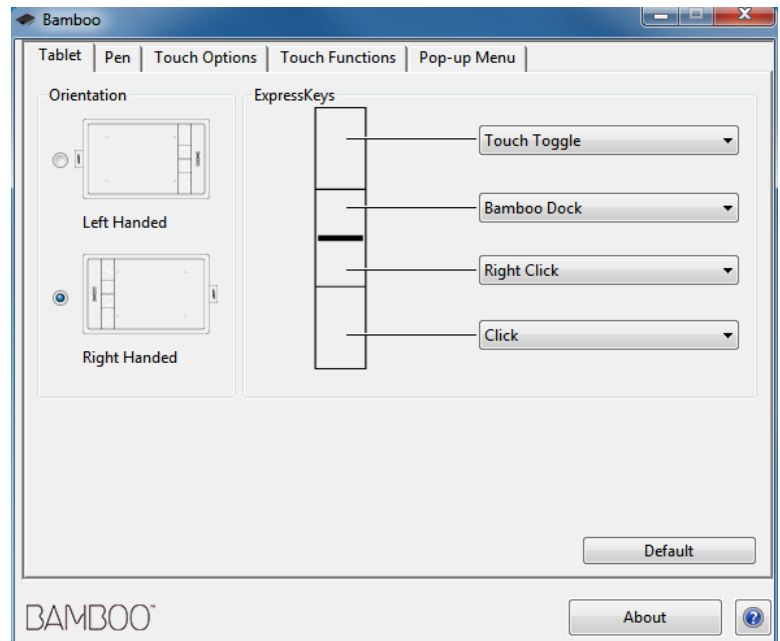 Bamboo
Tablet Pen Touch Options Touch Functions Pop-up Menu
Orientation
Left Handed
Right Handed
ExpressKeys
Touch Toggle
Bamboo Dock
Right Click
Click
Default
BAMBOO™
About
?